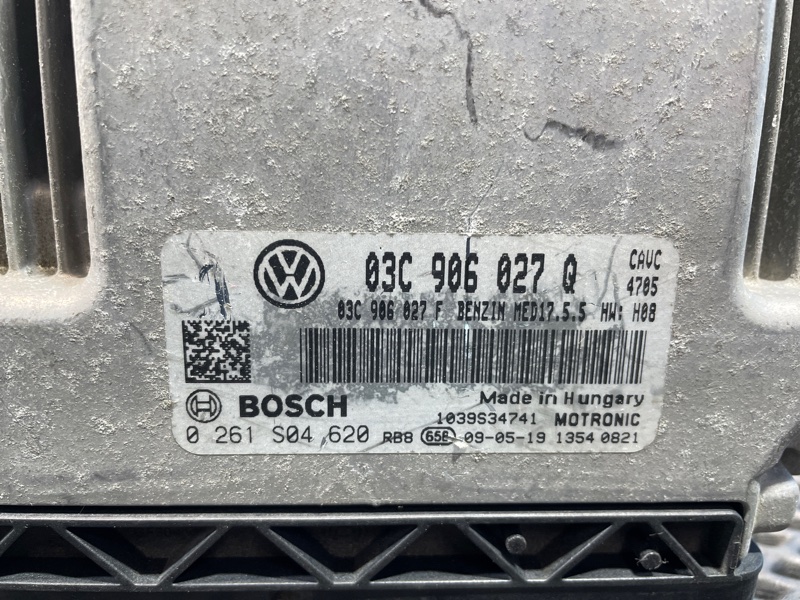 03C 906 027 Q CAVC
4705
03C 906 027 F BENZIN MED17.5.5 HW: H08
Made in Hungary
BOSCH
1039S34741 MOTRONIC
0 261 S04 620 RB8 65B 09-05-19 1354 0821